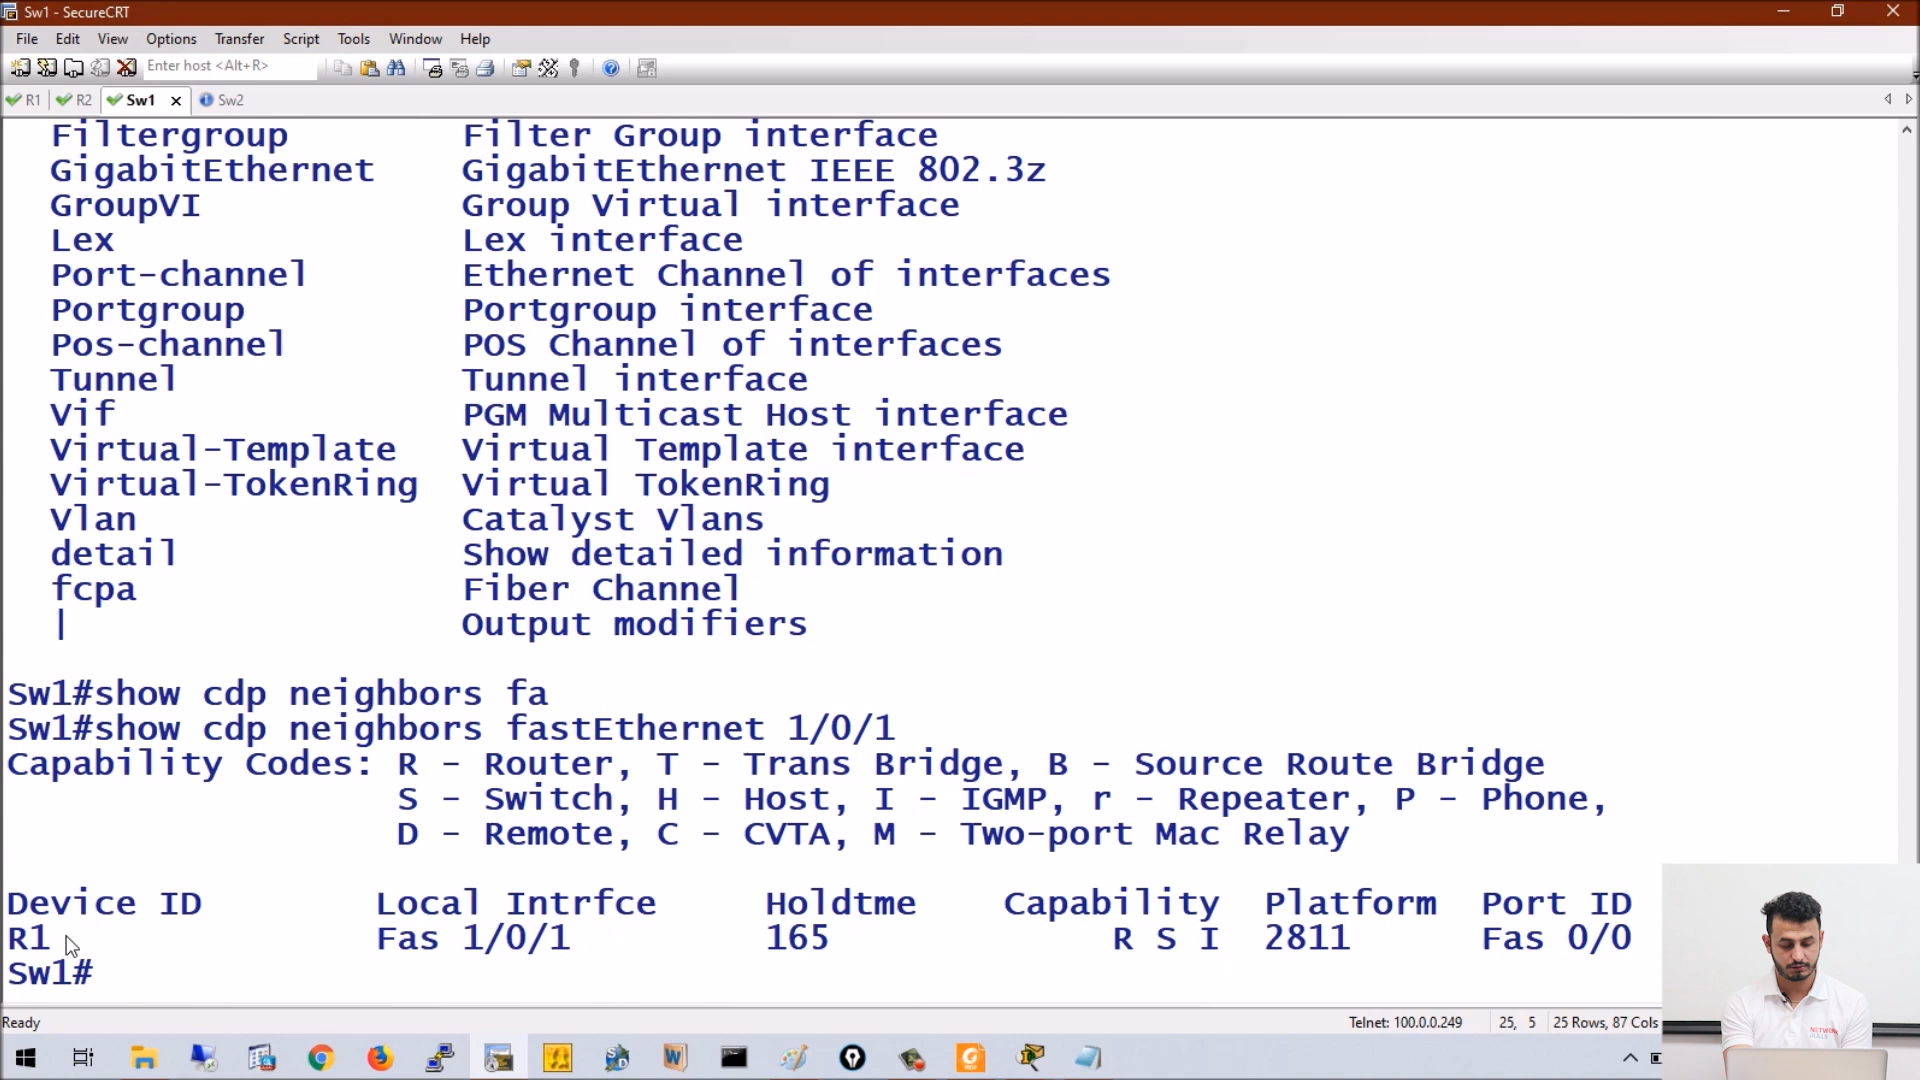 Sw1 - SecureCRT
File Edit View Options Transfer Script Tools Window Help
Enter host <Alt+R>
R1 R2 Sw1 Sw2
Filtergroup Filter Group interface
GigabitEthernet GigabitEthernet IEEE 802.3z
GroupVI Group Virtual interface
Lex Lex interface
Port-channel Ethernet Channel of interfaces
Portgroup Portgroup interface
Pos-channel POS Channel of interfaces
Tunnel Tunnel interface
Vif PGM Multicast Host interface
Virtual-Template Virtual Template interface
Virtual-TokenRing Virtual TokenRing
Vlan Catalyst Vlans
detail Show detailed information
fcpa Fiber Channel
| Output modifiers
Sw1#show cdp neighbors fa
Sw1#show cdp neighbors fastEthernet 1/0/1
Capability Codes: R - Router, T - Trans Bridge, B - Source Route Bridge
S - Switch, H - Host, I - IGMP, r - Repeater, P - Phone,
D - Remote, C - CVTA, M - Two-port Mac Relay
Device ID Local Intrfce Holdtme Capability Platform Port ID
R1 Fas 1/0/1 165 R S I 2811 Fas 0/0
Sw1#
Ready Telnet: 100.0.0.249 25, 5 25 Rows, 87 Cols